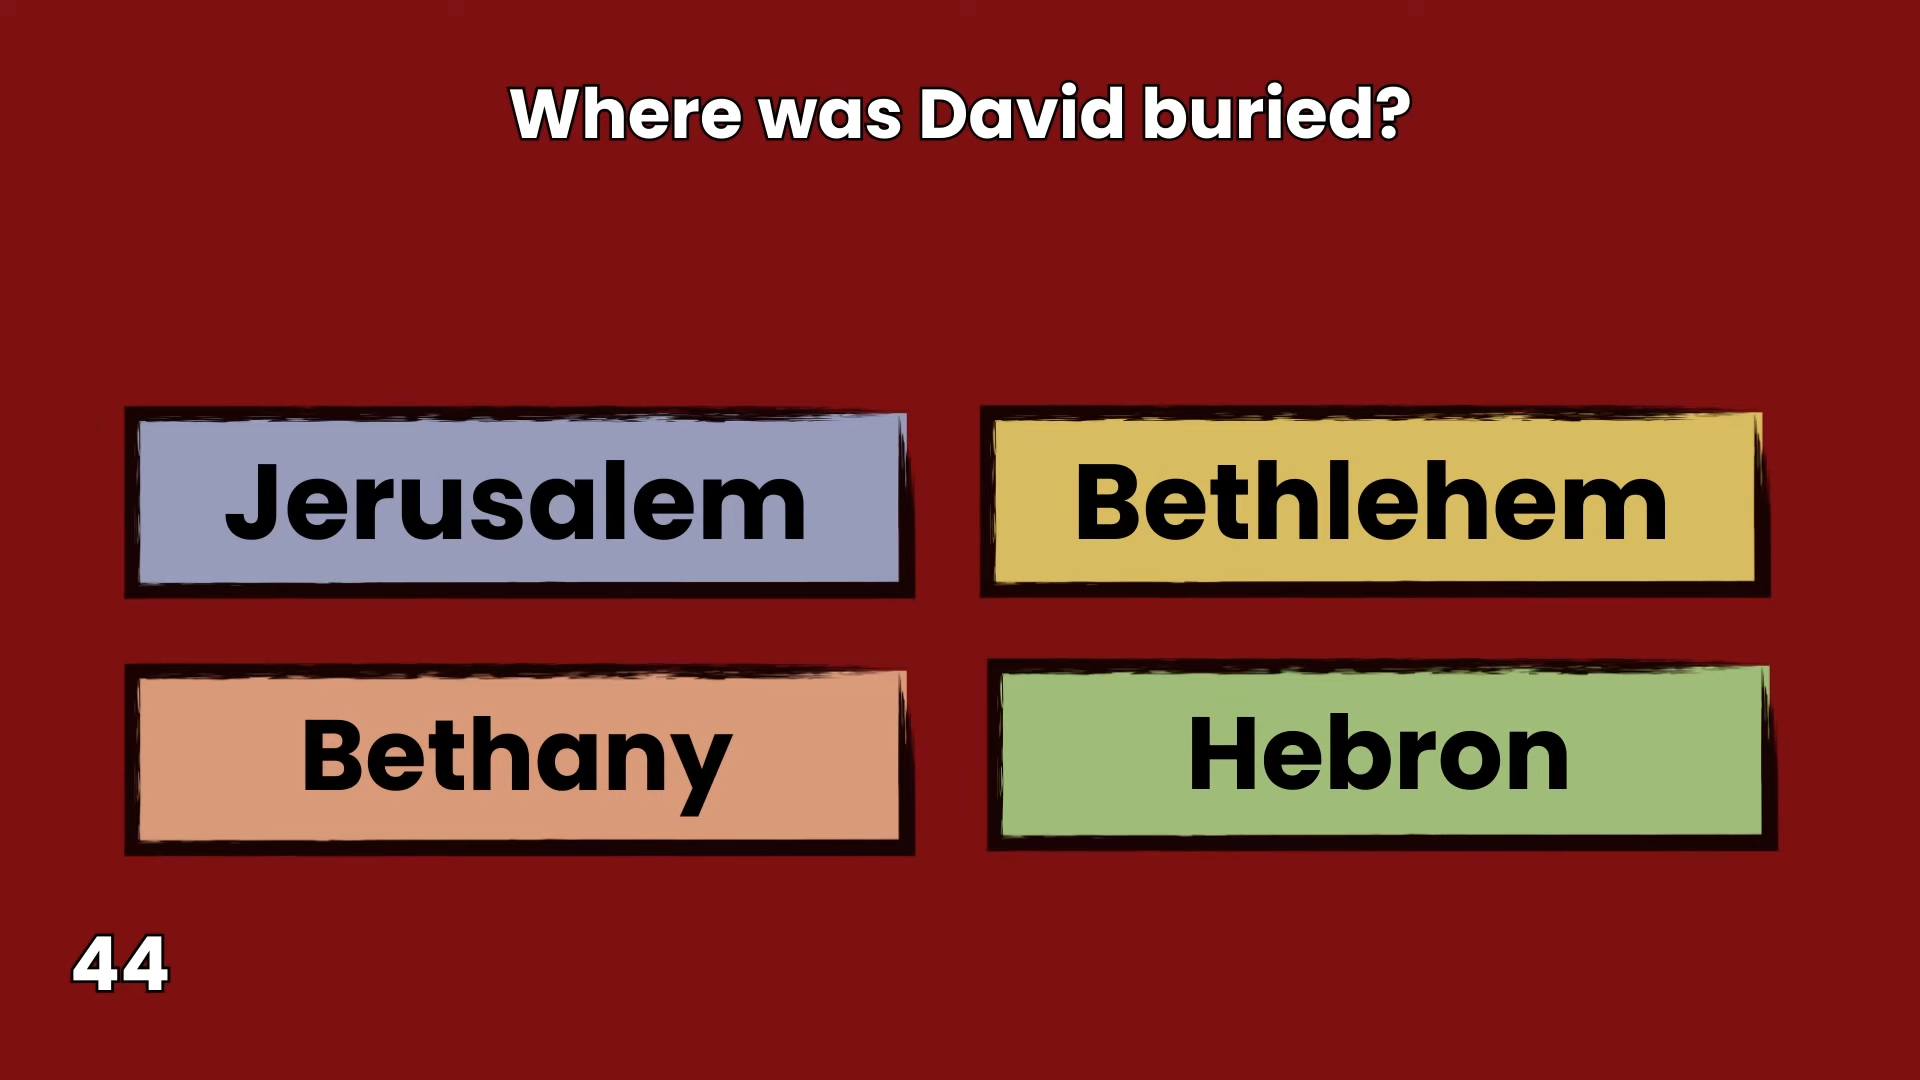 Where was David buried?
Jerusalem
Bethlehem
Bethany
Hebron
44